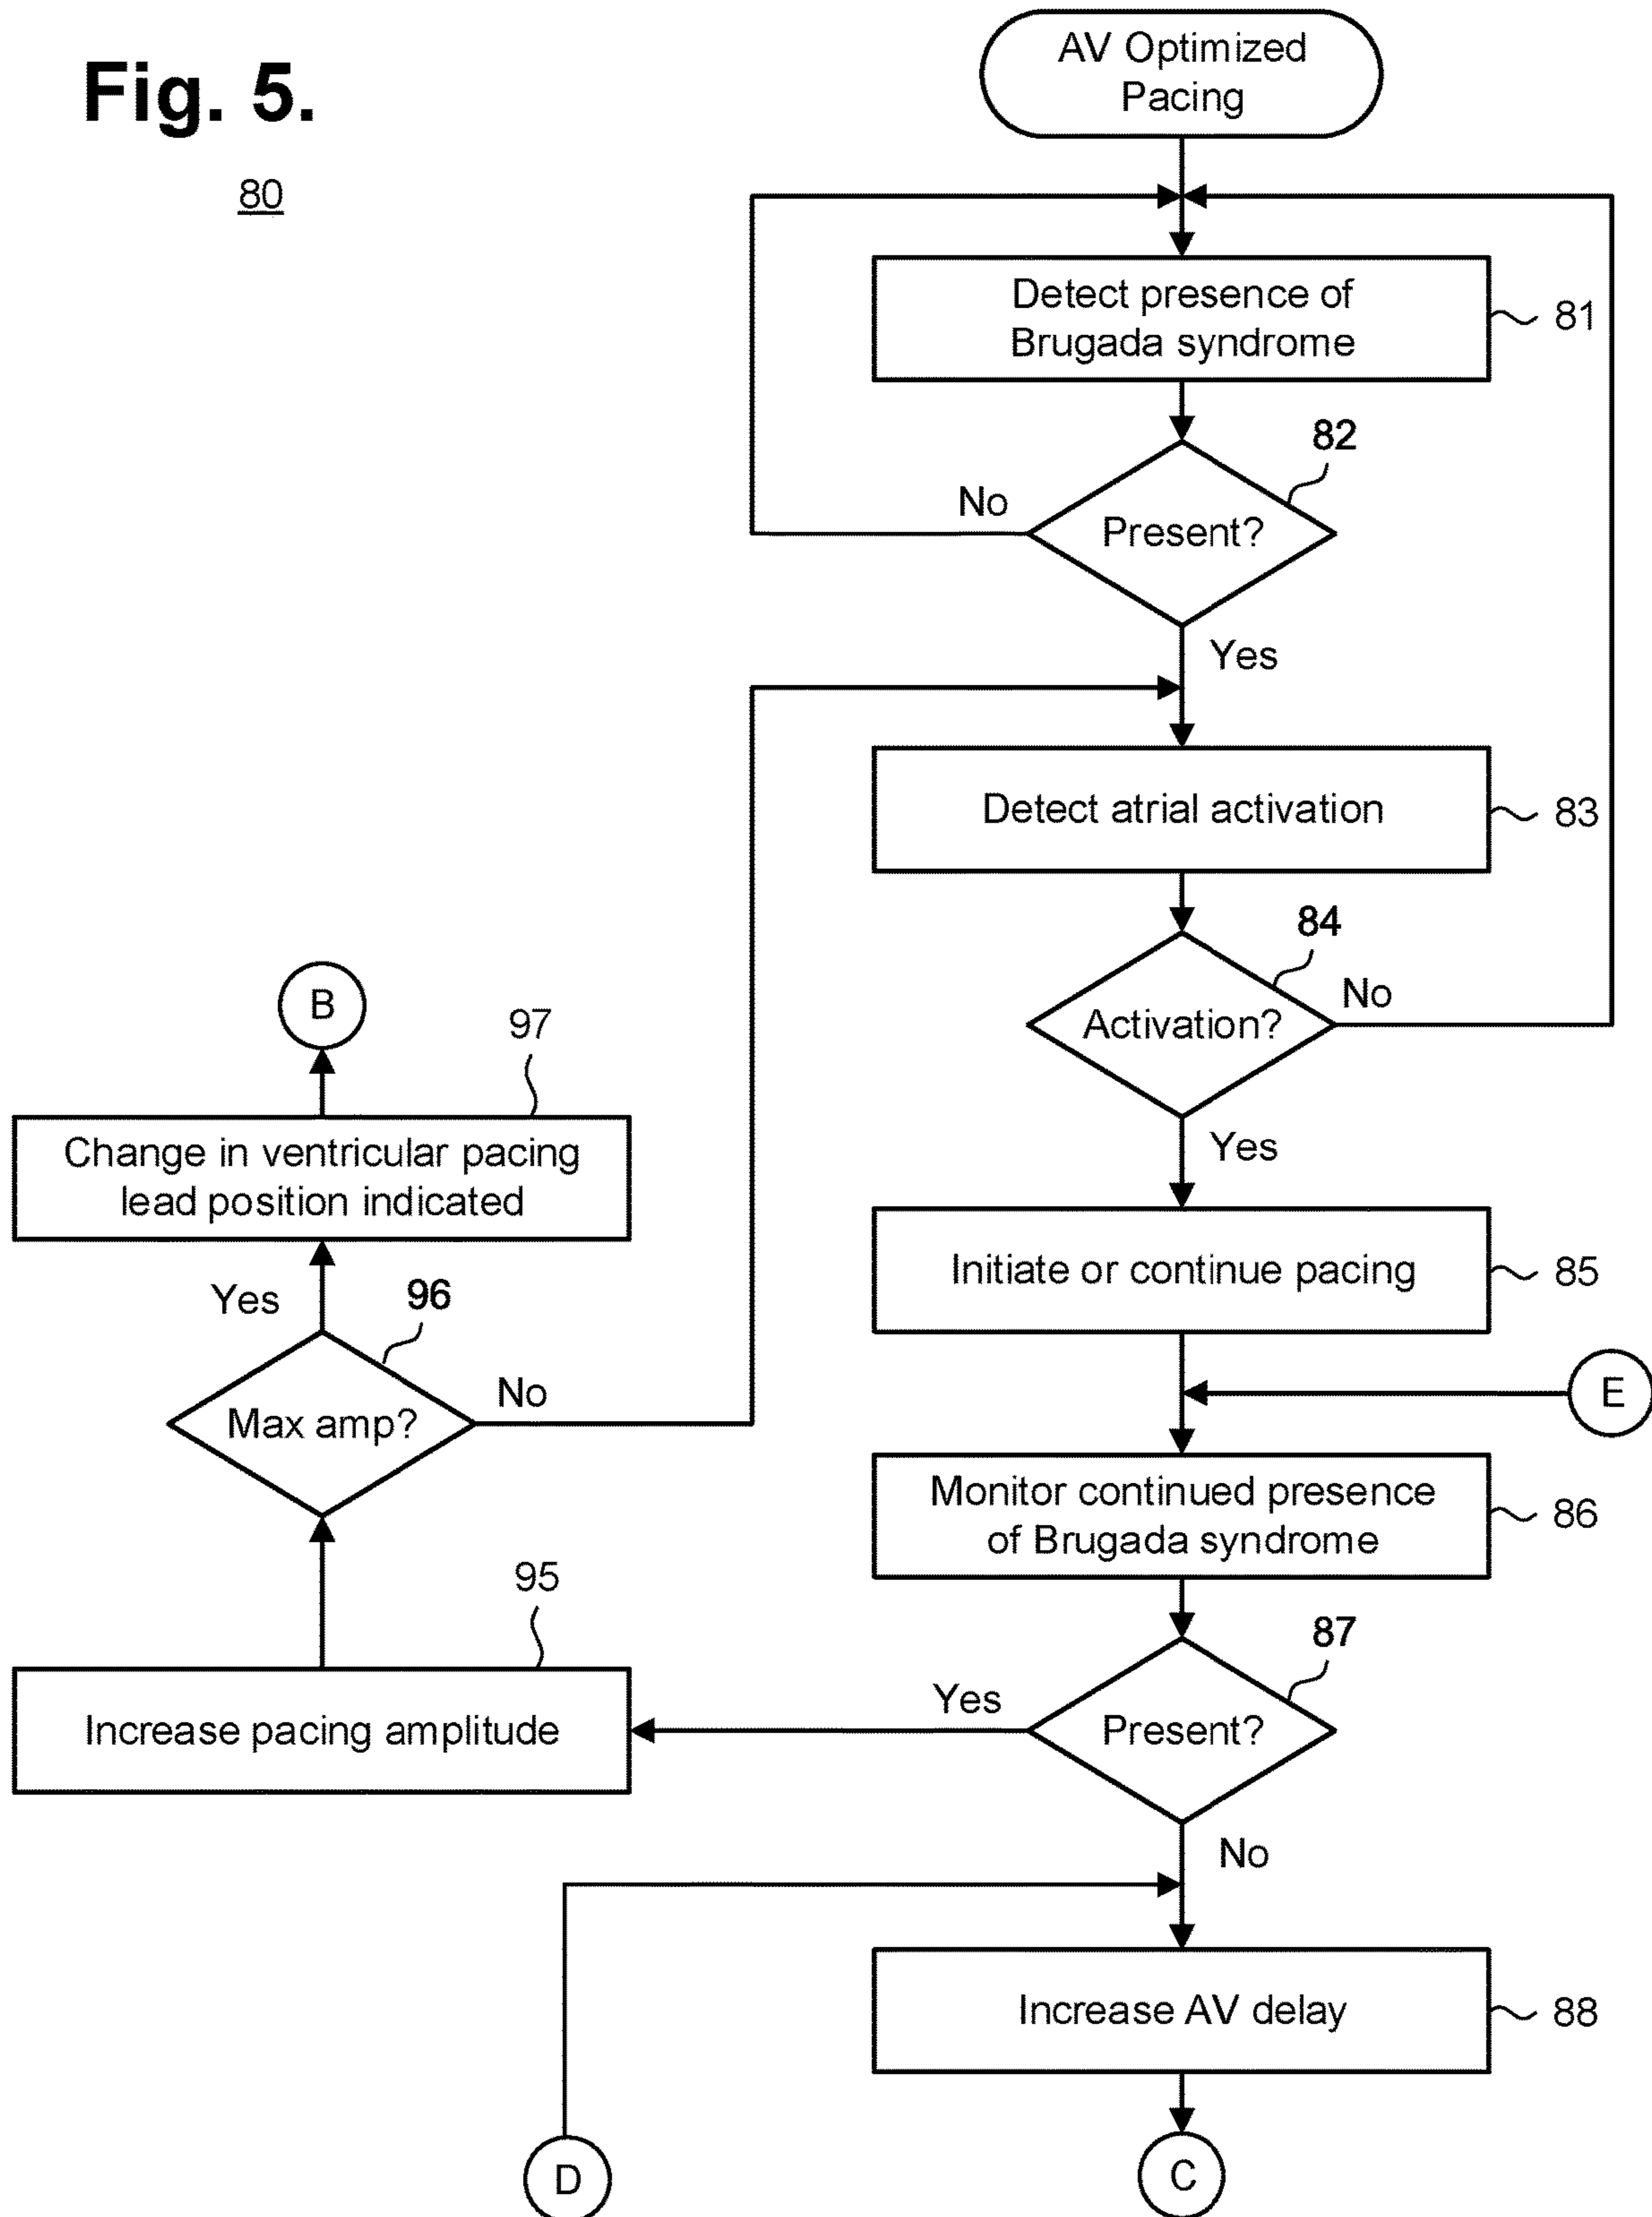 Fig. 5.
80
AV Optimized
Pacing
Detect presence of
Brugada syndrome
81
82
No
Present?
Yes
Detect atrial activation
83
84
No
Activation?
Yes
B
97
Change in ventricular pacing
lead position indicated
Initiate or continue pacing
85
Yes
96
No
Max amp?
E
Monitor continued presence
of Brugada syndrome
86
95
87
Increase pacing amplitude
Yes
Present?
No
Increase AV delay
88
D
C